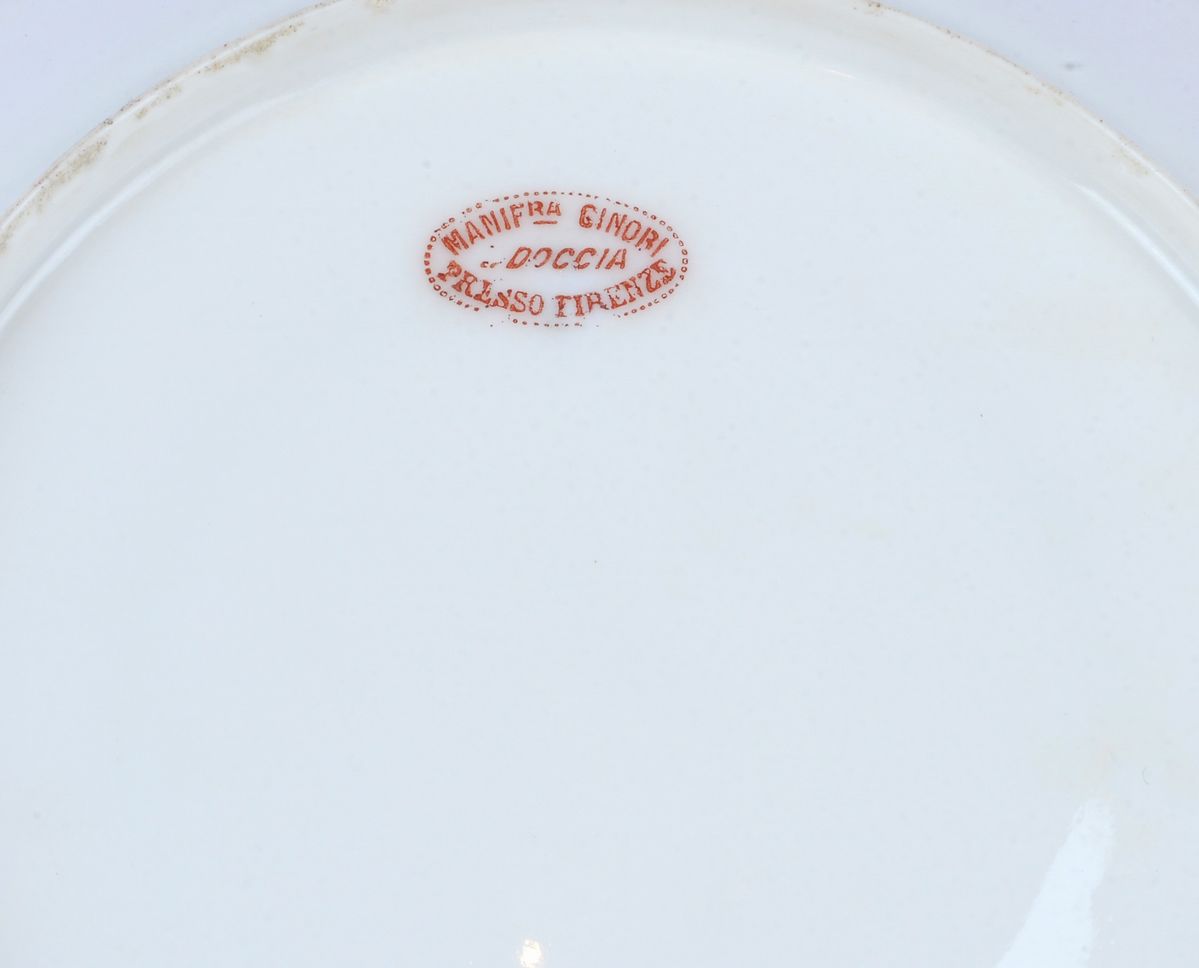 MANIFRA GINORI
DOCCIA
PRESSO FIRENZE